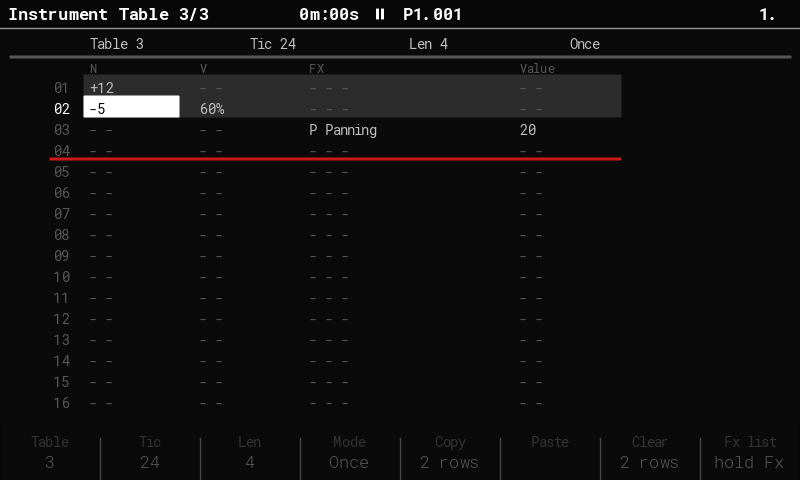 Instrument Table 3/3 0m:00s ⏸ P1.001 1.
Table 3 Tic 24 Len 4 Once
N V FX Value
01 +12 - - - - - - -
02 -5 60% - - - - -
03 - - - - P Panning 20
04 - - - - - - - - -
05 - - - - - - - - -
06 - - - - - - - - -
07 - - - - - - - - -
08 - - - - - - - - -
09 - - - - - - - - -
10 - - - - - - - - -
11 - - - - - - - - -
12 - - - - - - - - -
13 - - - - - - - - -
14 - - - - - - - - -
15 - - - - - - - - -
16 - - - - - - - - -
Table Tic Len Mode Copy Paste Clear Fx list
3 24 4 Once 2 rows 2 rows hold Fx